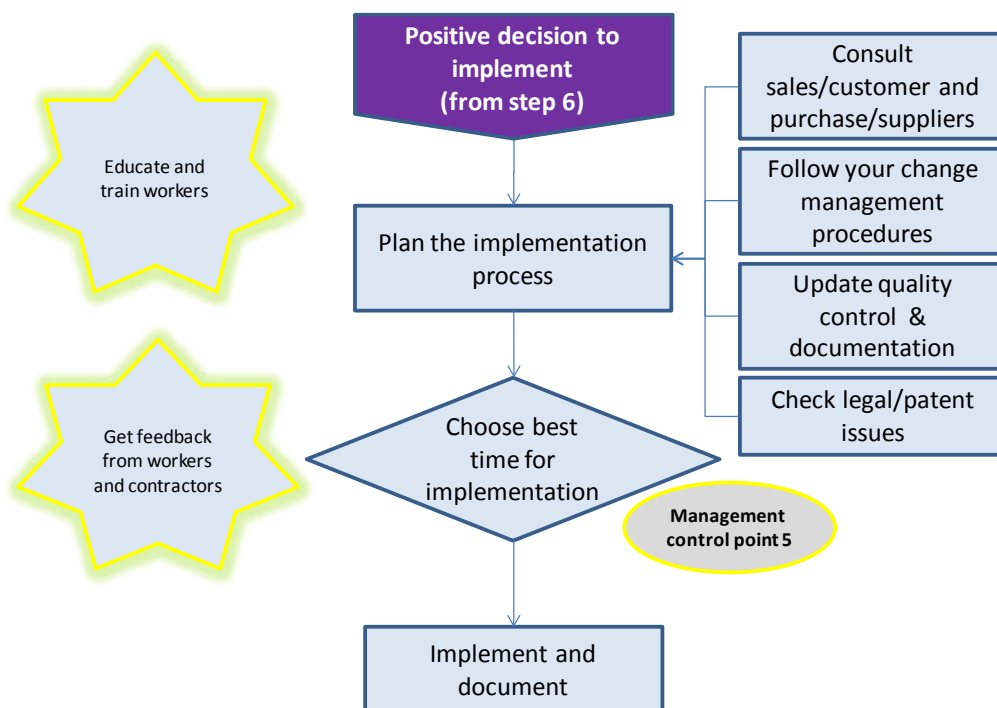 Positive decision to
implement
(from step 6)
Consult
sales/customer and
purchase/suppliers
Educate and
train workers
Follow your change
management
procedures
Plan the implementation
process
Update quality
control &
documentation
Check legal/patent
issues
Get feedback
from workers
and contractors
Choose best
time for
implementation
Management
control point 5
Implement and
document